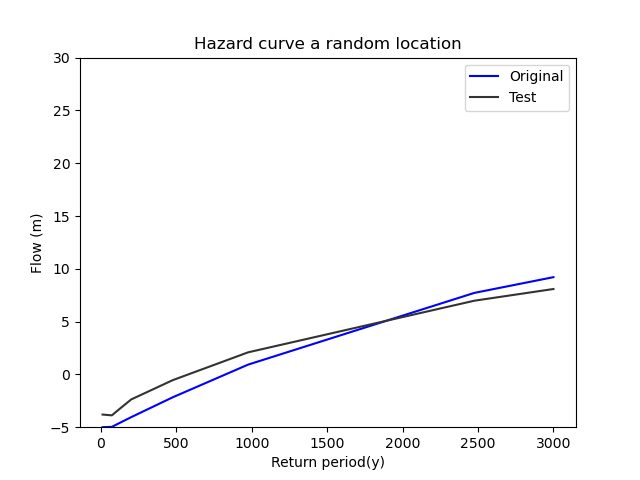 Hazard curve a random location
Original
Test
30
25
20
15
10
5
0
−5
Flow (m)
0 500 1000 1500 2000 2500 3000
Return period(y)